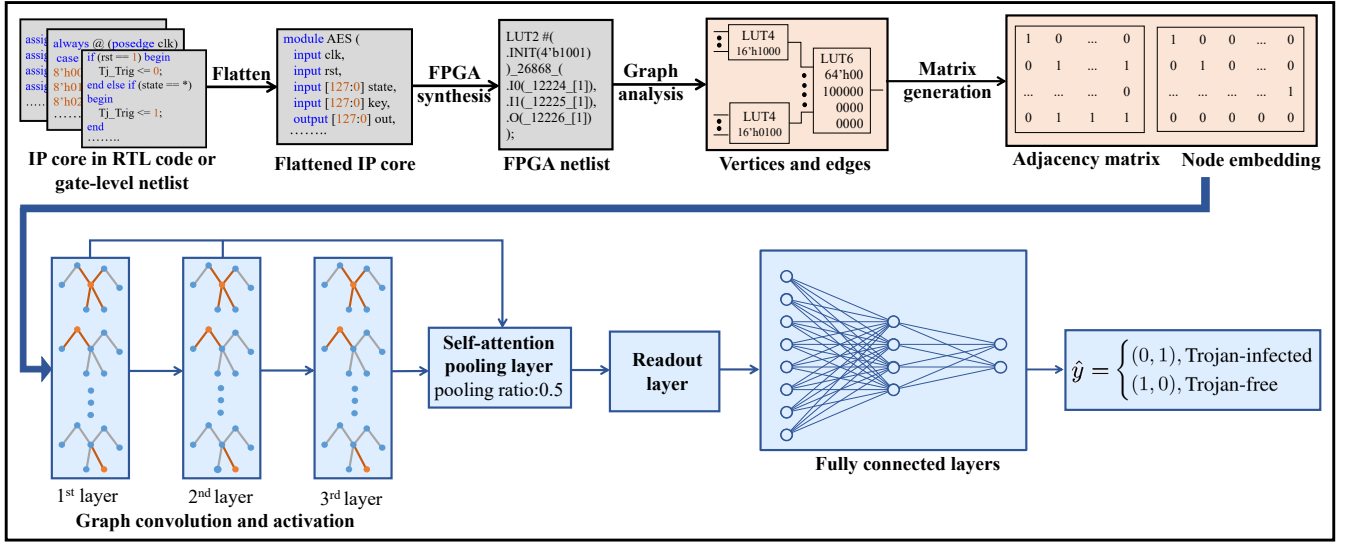 assig
assig
assig
assig
……
always @ (posedge clk)
case
8'h00
8'h01
8'h02
……
if (rst == 1) begin
Tj_Trig <= 0;
end else if (state == *)
begin
Tj_Trig <= 1;
end
……..
IP core in RTL code or
gate-level netlist
Flatten
module AES (
input clk,
input rst,
input [127:0] state,
input [127:0] key,
output [127:0] out,
……..
Flattened IP core
FPGA
synthesis
LUT2 #(
.INIT(4'b1001)
)_26868_(
.I0(_12224_[1]),
.I1(_12225_[1]),
.O(_12226_[1])
);
FPGA netlist
Graph
analysis
LUT4
16'h1000
LUT4
16'h0100
LUT6
64'h00
100000
0000
0000
Vertices and edges
Matrix
generation
1 0 ... 0
0 1 ... 1
... ... ... 0
0 1 1 1
Adjacency matrix
1 0 0 ... 0
0 1 0 ... 0
... ... ... ... 1
0 0 0 0 0
Node embedding
1st layer
2nd layer
3rd layer
Graph convolution and activation
Self-attention
pooling layer
pooling ratio:0.5
Readout
layer
Fully connected layers
ŷ = { (0, 1), Trojan-infected
(1, 0), Trojan-free